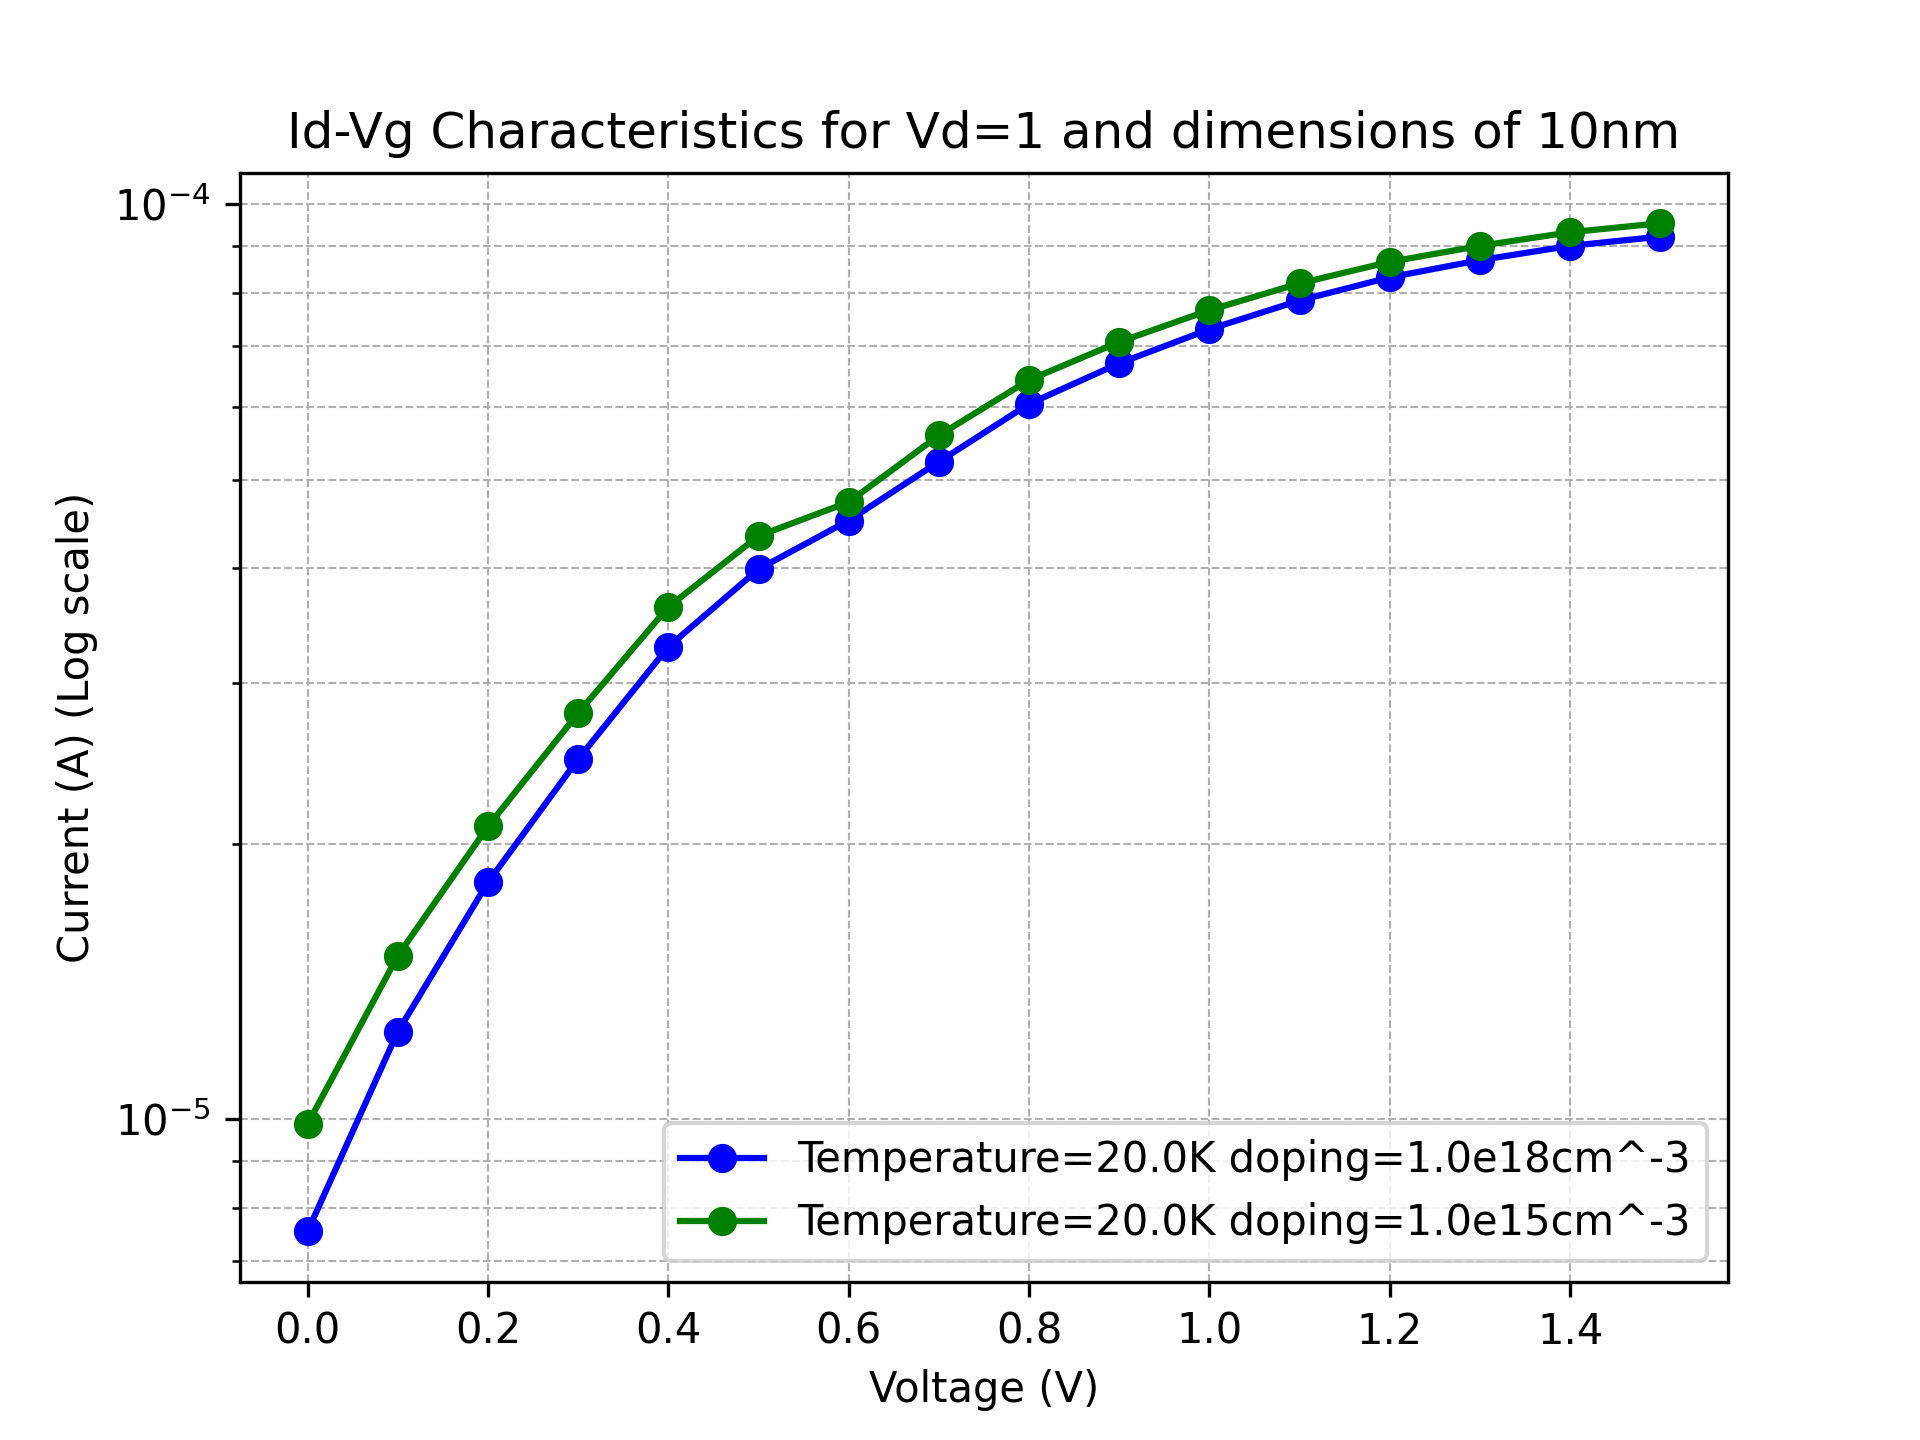 Id-Vg Characteristics for Vd=1 and dimensions of 10nm
Current (A) (Log scale)
10⁻⁴
10⁻⁵
Temperature=20.0K doping=1.0e18cm^-3
Temperature=20.0K doping=1.0e15cm^-3
0.0 0.2 0.4 0.6 0.8 1.0 1.2 1.4
Voltage (V)